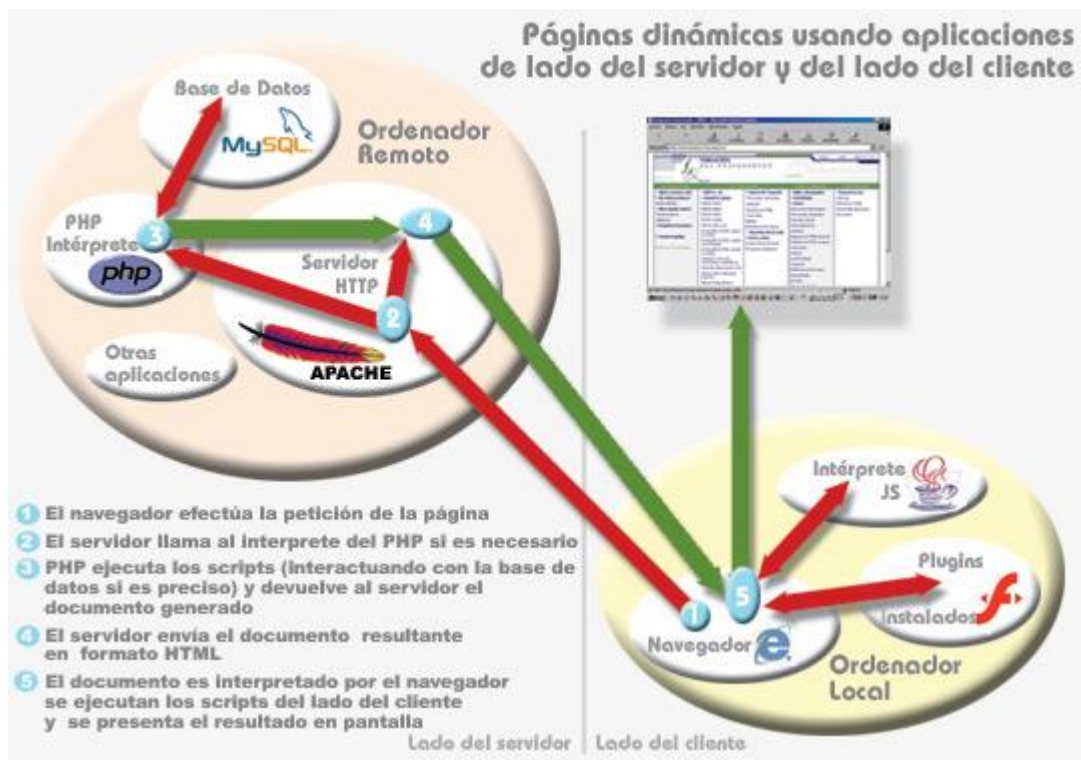 Páginas dinámicas usando aplicaciones
de lado del servidor y del lado del cliente
Base de Datos
MySQL
Ordenador
Remoto
PHP
Intérprete
3
php
4
Servidor
HTTP
2
APACHE
Otras
aplicaciones
Intérprete
JS
Plugins
instalados
1
5
Navegador
Ordenador
Local
1 El navegador efectúa la petición de la página
2 El servidor llama al interprete del PHP si es necesario
3 PHP ejecuta los scripts (interactuando con la base de
datos si es preciso) y devuelve al servidor el
documento generado
4 El servidor envía el documento resultante
en formato HTML
5 El documento es interpretado por el navegador
se ejecutan los scripts del lado del cliente
y se presenta el resultado en pantalla
Lado del servidor
Lado del cliente